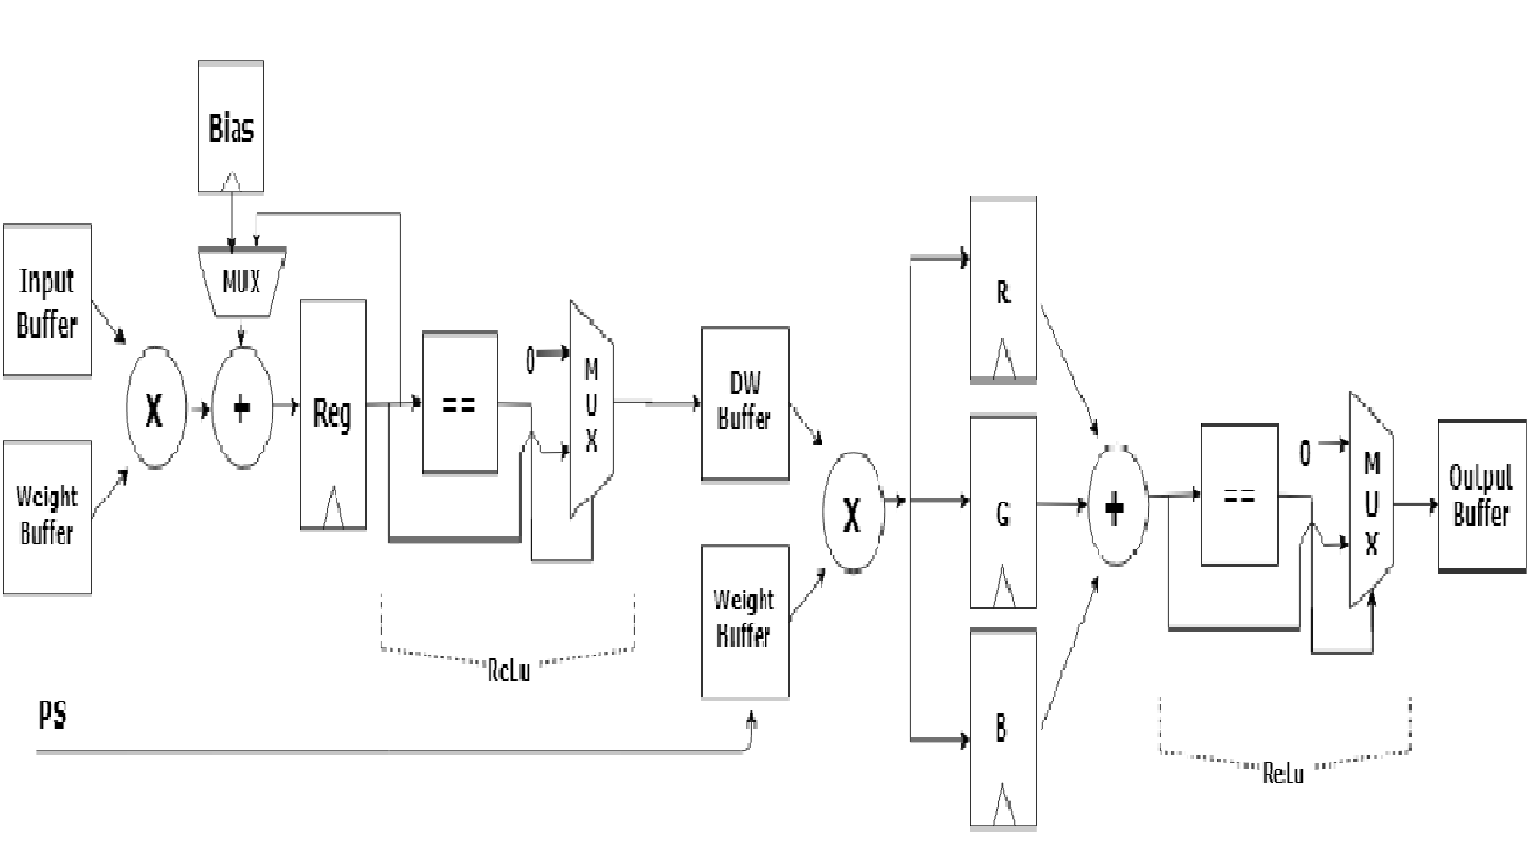 Bias
Input
Buffer
MUX
X
+
Reg
==
0
M
U
X
Weight
Buffer
ReLu
PS
DW
Buffer
Weight
Buffer
X
R
G
B
+
==
0
M
U
X
Output
Buffer
ReLu